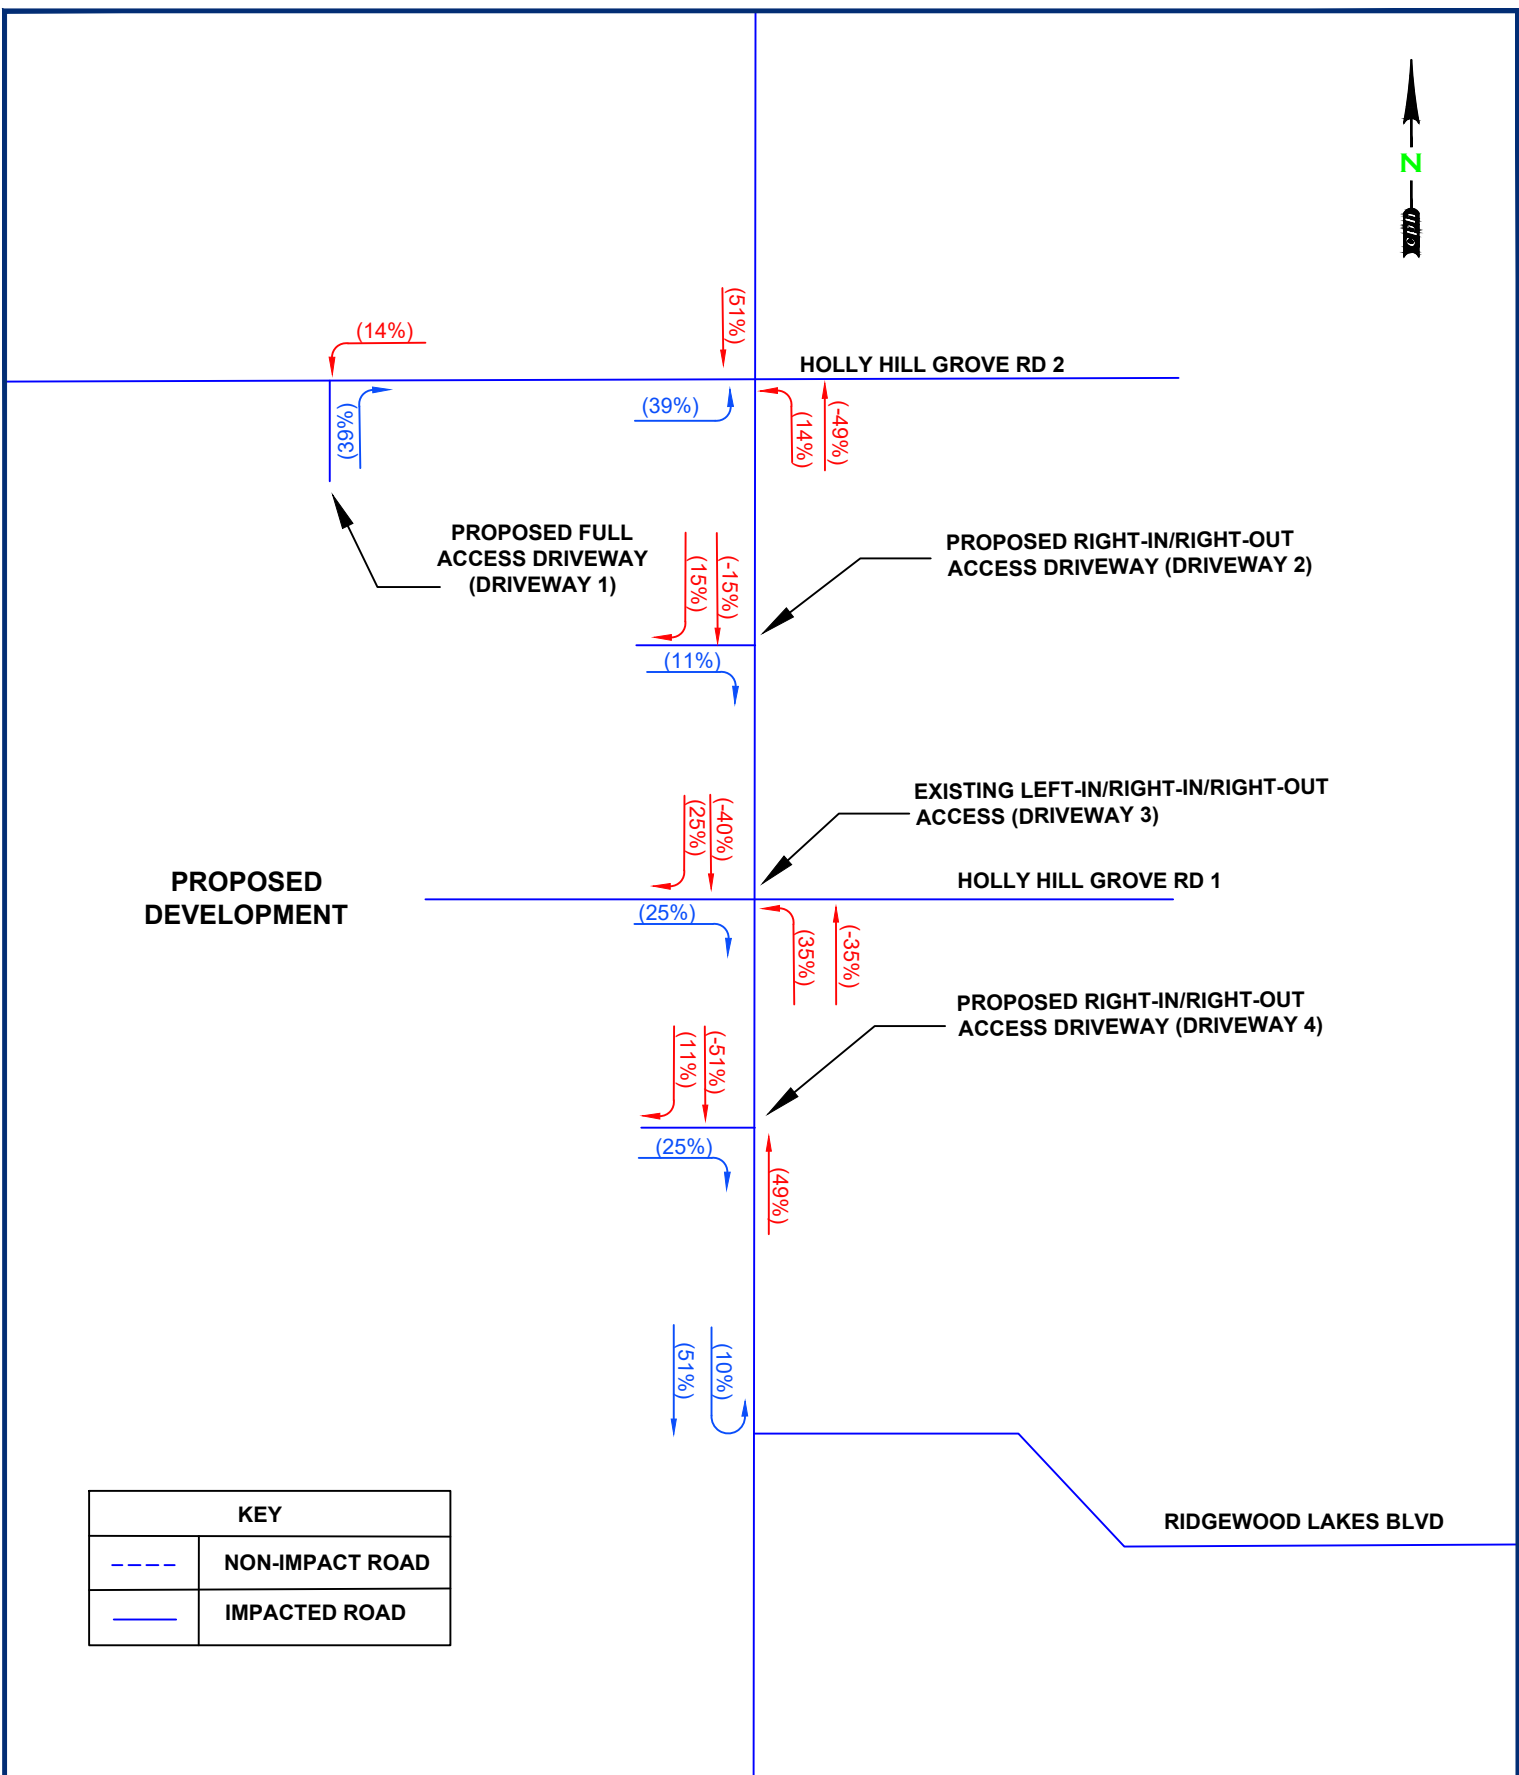 N
(14%)
(51%)
HOLLY HILL GROVE RD 2
(39%)
(39%)
(14%)
(-49%)
PROPOSED FULL
ACCESS DRIVEWAY
(DRIVEWAY 1)
(15%)
(-15%)
PROPOSED RIGHT-IN/RIGHT-OUT
ACCESS DRIVEWAY (DRIVEWAY 2)
(11%)
EXISTING LEFT-IN/RIGHT-IN/RIGHT-OUT
ACCESS (DRIVEWAY 3)
(25%)
(-40%)
PROPOSED
DEVELOPMENT
HOLLY HILL GROVE RD 1
(25%)
(35%)
(-35%)
PROPOSED RIGHT-IN/RIGHT-OUT
ACCESS DRIVEWAY (DRIVEWAY 4)
(11%)
(-51%)
(25%)
(49%)
(51%)
(10%)
RIDGEWOOD LAKES BLVD
KEY
NON-IMPACT ROAD
IMPACTED ROAD